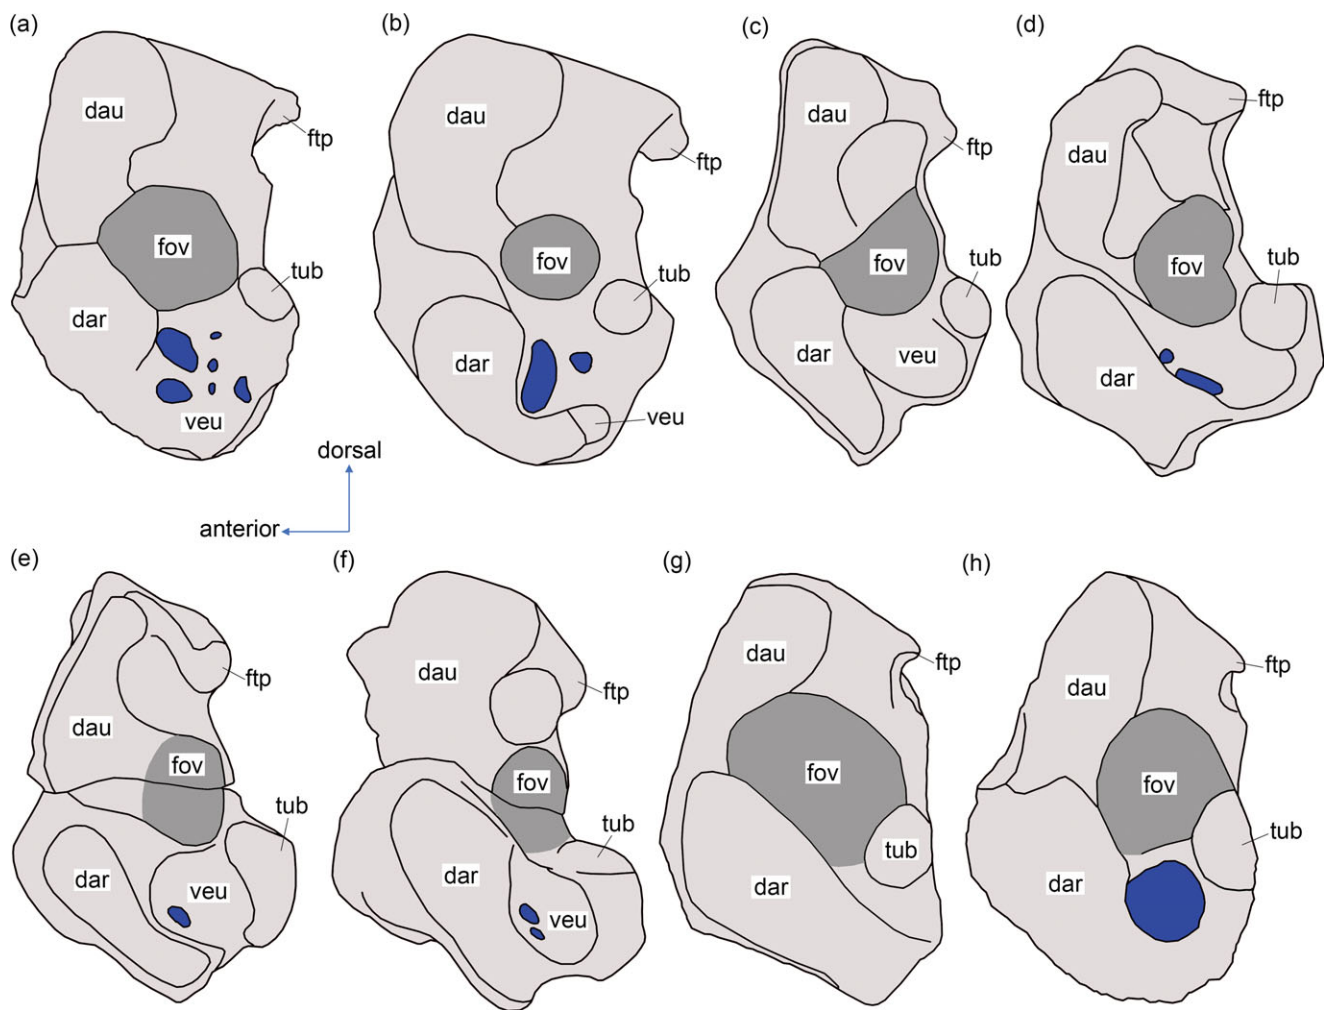 (a)
dau
ftp
fov
tub
dar
veu
(b)
dau
ftp
fov
tub
dar
veu
(c)
dau
ftp
fov
tub
dar
veu
(d)
dau
ftp
fov
tub
dar
dorsal
anterior
(e)
dau
ftp
fov
tub
dar
veu
(f)
dau
ftp
fov
tub
dar
veu
(g)
dau
ftp
fov
tub
dar
(h)
dau
ftp
fov
tub
dar